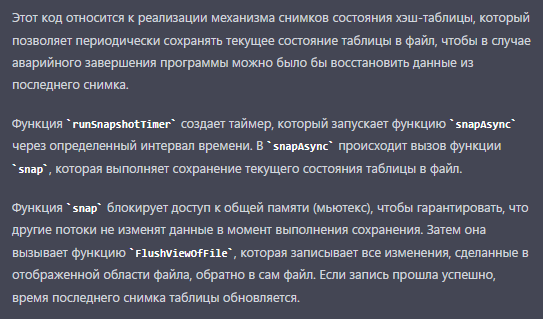 Этот код относится к реализации механизма снимков состояния хэш-таблицы, который
позволяет периодически сохранять текущее состояние таблицы в файл, чтобы в случае
аварийного завершения программы можно было бы восстановить данные из
последнего снимка.
Функция `runSnapshotTimer` создает таймер, который запускает функцию `snapAsync`
через определенный интервал времени. В `snapAsync` происходит вызов функции
`snap`, которая выполняет сохранение текущего состояния таблицы в файл.
Функция `snap` блокирует доступ к общей памяти (мьютекс), чтобы гарантировать, что
другие потоки не изменят данные в момент выполнения сохранения. Затем она
вызывает функцию `FlushViewOfFile`, которая записывает все изменения, сделанные в
отображенной области файла, обратно в сам файл. Если запись прошла успешно,
время последнего снимка таблицы обновляется.